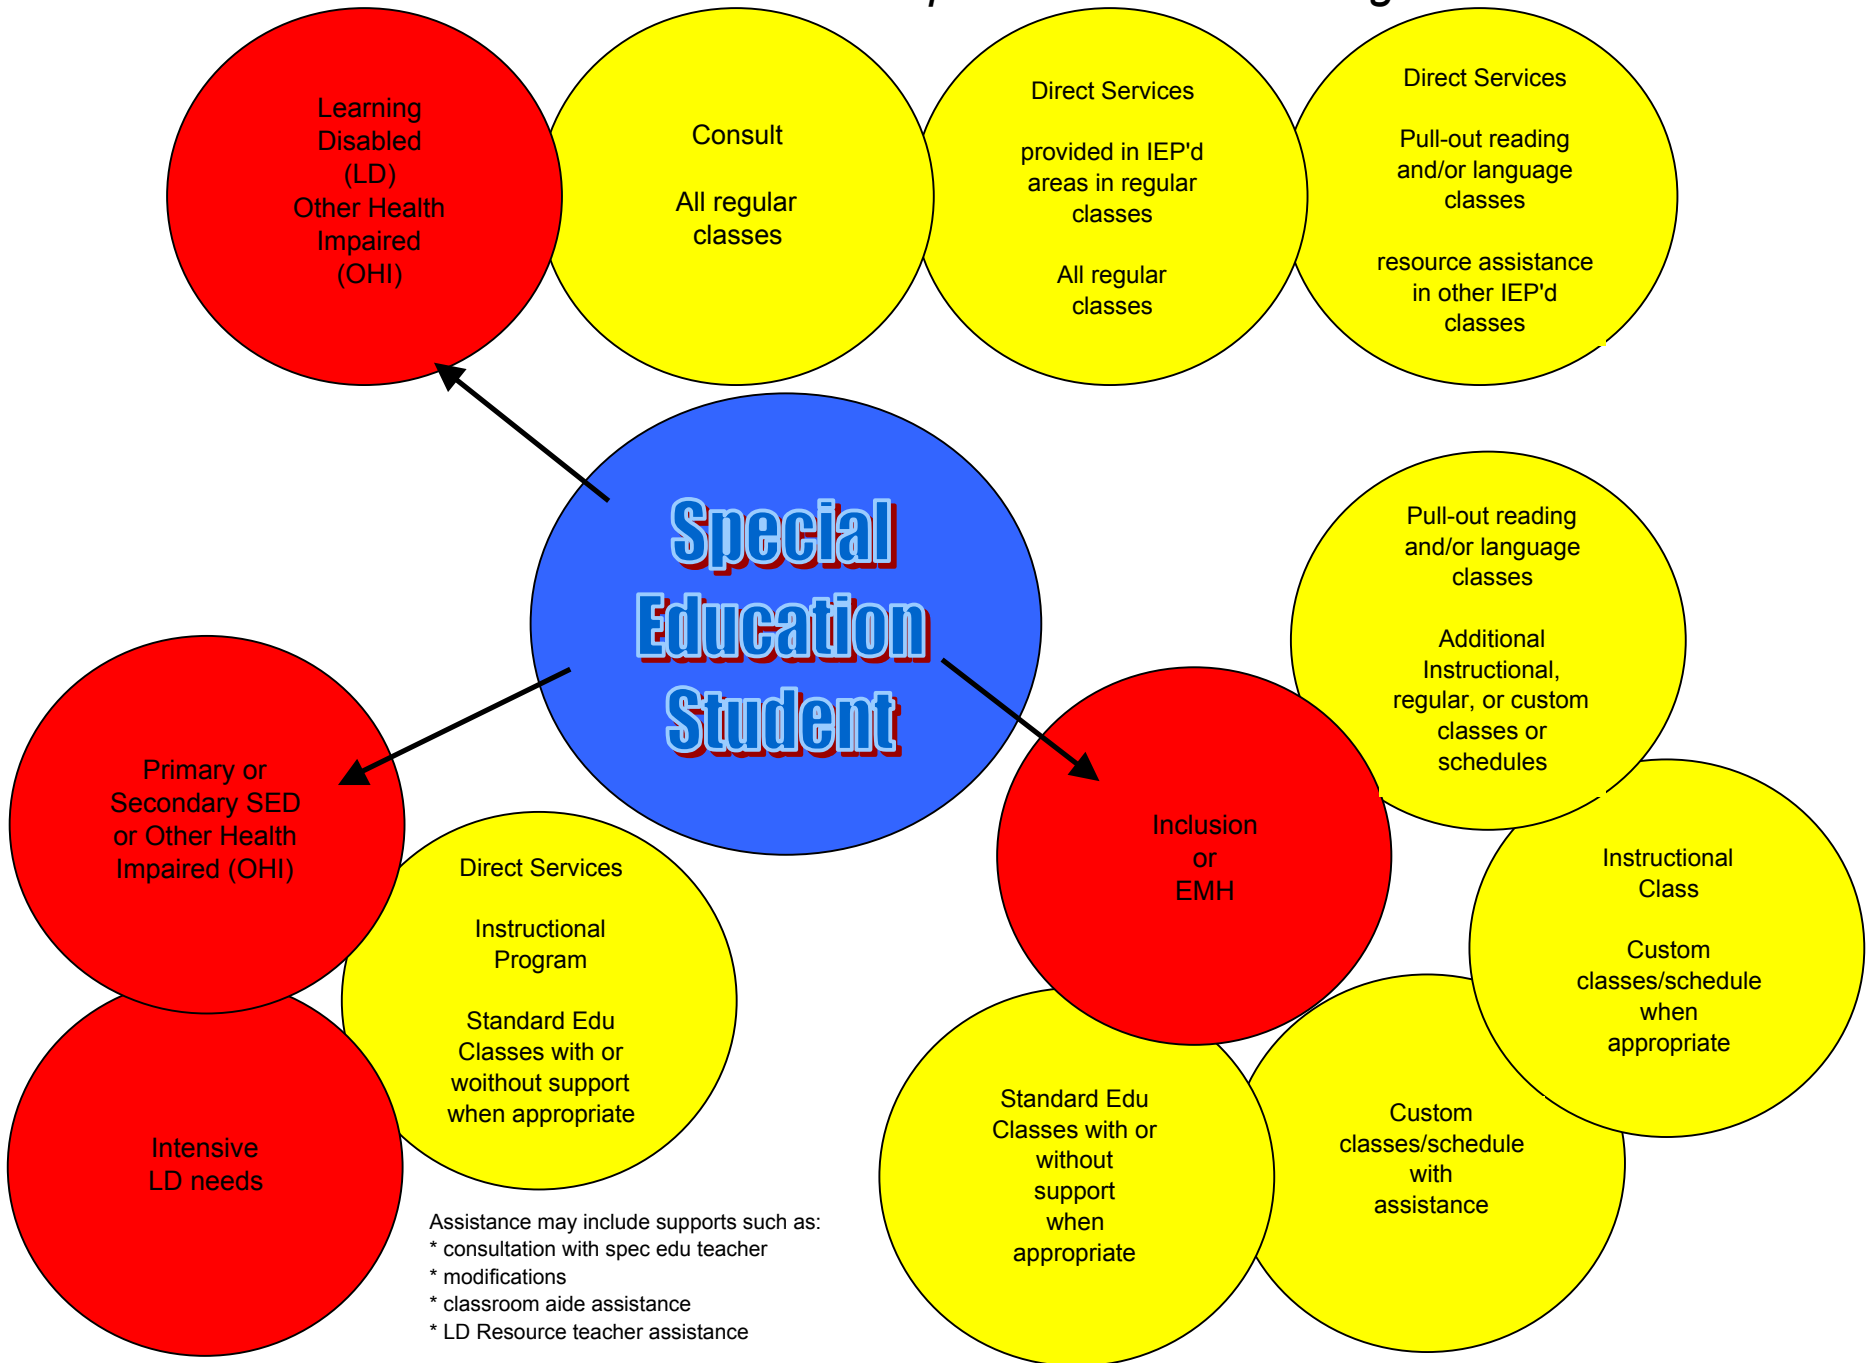 Learning
Disabled
(LD)
Other Health
Impaired
(OHI)
Consult
All regular
classes
Direct Services
provided in IEP'd
areas in regular
classes
All regular
classes
Direct Services
Pull-out reading
and/or language
classes
resource assistance
in other IEP'd
classes
Special
Education
Student
Pull-out reading
and/or language
classes
Additional
Instructional,
regular, or custom
classes or
schedules
Primary or
Secondary SED
or Other Health
Impaired (OHI)
Inclusion
or
EMH
Instructional
Class
Custom
classes/schedule
when
appropriate
Direct Services
Instructional
Program
Standard Edu
Classes with or
woithout support
when appropriate
Intensive
LD needs
Standard Edu
Classes with or
without
support
when
appropriate
Custom
classes/schedule
with
assistance
Assistance may include supports such as:
* consultation with spec edu teacher
* modifications
* classroom aide assistance
* LD Resource teacher assistance